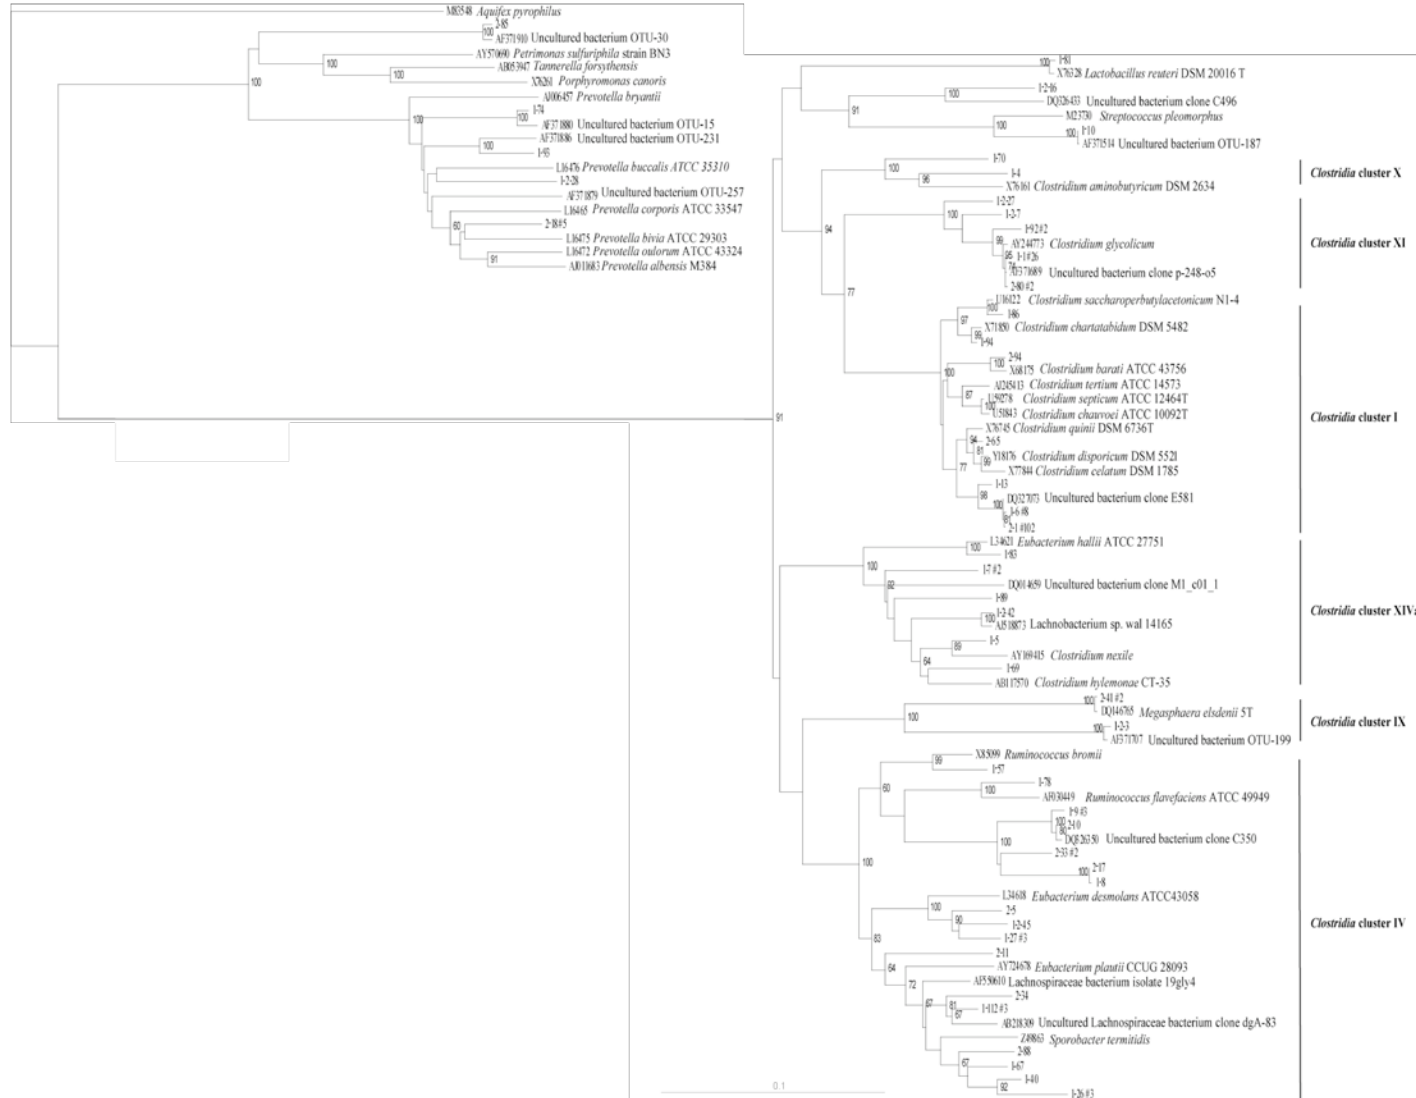 M83548 Aquifex pyrophilus
2-85
100
AF371910 Uncultured bacterium OTU-30
AY570690 Petrimonas sulfuriphila strain BN3
100
AB053947 Tannerella forsythensis
100
100
X76261 Porphyromonas canoris
AJ006457 Prevotella bryantii
1-74
100
100
AF371880 Uncultured bacterium OTU-15
AF371886 Uncultured bacterium OTU-231
100
1-93
L16476 Prevotella buccalis ATCC 35310
1-2-28
AF371879 Uncultured bacterium OTU-257
L16465 Prevotella corporis ATCC 33547
60
2-18#5
L16475 Prevotella bivia ATCC 29303
L16472 Prevotella oulorum ATCC 43324
91
AJ011683 Prevotella albensis M384
91
1-81
100
X76328 Lactobacillus reuteri DSM 20016 T
1-2-16
100
DQ326433 Uncultured bacterium clone C496
91
M23730 Streptococcus pleomorphus
100
1-10
100
AF371514 Uncultured bacterium OTU-187
1-70
100
1-4
96
X76161 Clostridium aminobutyricum DSM 2634
Clostridia cluster X
94
1-2-27
100
1-2-7
1-92#2
99
AY244773 Clostridium glycolicum
95
1-1#26
74
AF371689 Uncultured bacterium clone p-248-o5
2-80 #2
Clostridia cluster XI
77
U16122 Clostridium saccharoperbutylacetonicum N1-4
100
1-86
97
X71850 Clostridium chartatabidum DSM 5482
99
1-94
2-94
100
100
X68175 Clostridium barati ATCC 43756
AJ245413 Clostridium tertium ATCC 14573
87
U59278 Clostridium septicum ATCC 12464T
100
U51843 Clostridium chauvoei ATCC 10092T
X76745 Clostridium quinii DSM 6736T
94
2-65
81
Y18176 Clostridium disporicum DSM 5521
99
77
X77844 Clostridium celatum DSM 1785
1-13
98
DQ327073 Uncultured bacterium clone E581
100
1-6 #8
81
2-1 #102
Clostridia cluster I
L34621 Eubacterium hallii ATCC 27751
100
1-83
100
1-7 #2
93
DQ014659 Uncultured bacterium clone M1_c01_1
1-89
1-2-42
100
AJ518873 Lachnobacterium sp. wal 14165
1-5
89
AY169415 Clostridium nexile
64
1-69
AB117570 Clostridium hylemonae CT-35
Clostridia cluster XIVa
2-41 #2
100
DQ146765 Megasphaera elsdenii 5T
100
1-2-3
100
AF371707 Uncultured bacterium OTU-199
Clostridia cluster IX
X85099 Ruminococcus bromii
99
1-57
60
1-78
100
AF030449 Ruminococcus flavefaciens ATCC 49949
1-9 #3
100
2-10
80
DQ326350 Uncultured bacterium clone C350
100
2-33 #2
2-17
100
1-8
100
L34618 Eubacterium desmolans ATCC43058
100
2-5
90
1-2-45
1-27 #3
83
2-11
64
AY724678 Eubacterium plautii CCUG 28093
72
AF550610 Lachnospiraceae bacterium isolate 19gly4
2-34
81
67
1-112 #3
67
AB218309 Uncultured Lachnospiraceae bacterium clone dgA-83
Z49863 Sporobacter termitidis
2-88
67
1-67
1-40
92
1-26 #3
Clostridia cluster IV
0.1